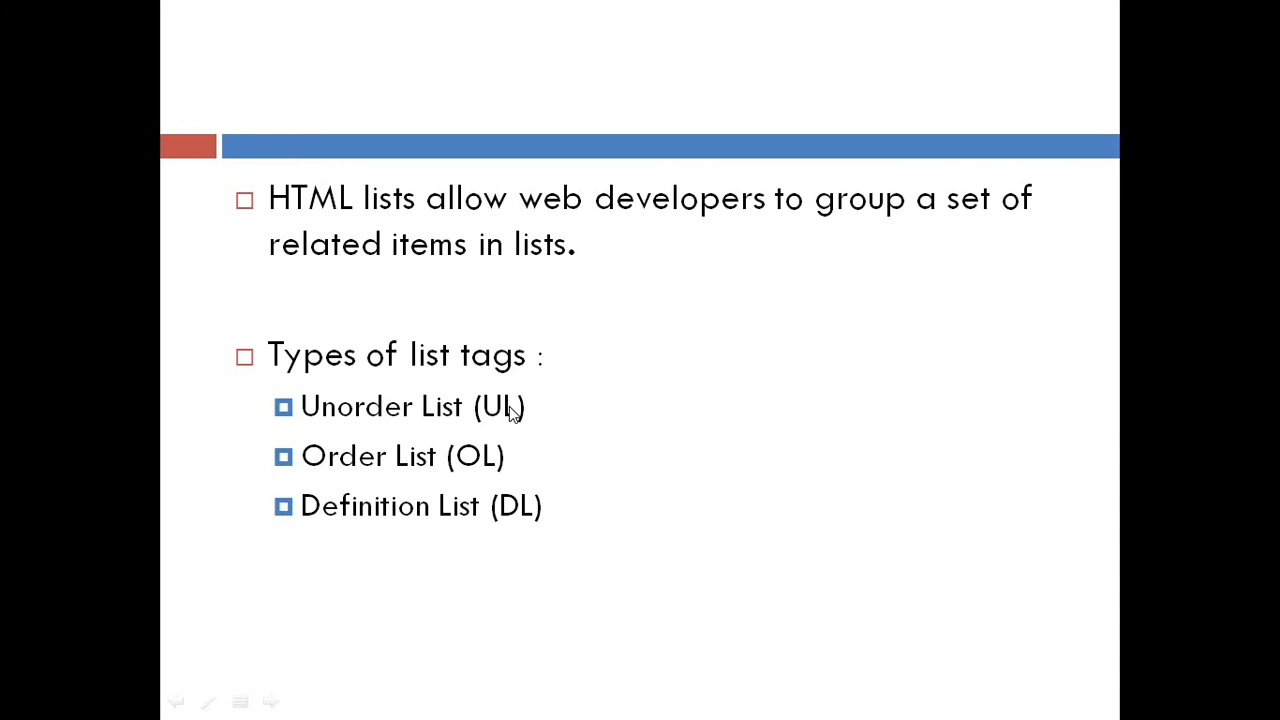 HTML lists allow web developers to group a set of
related items in lists.
Types of list tags :
Unorder List (UL)
Order List (OL)
Definition List (DL)